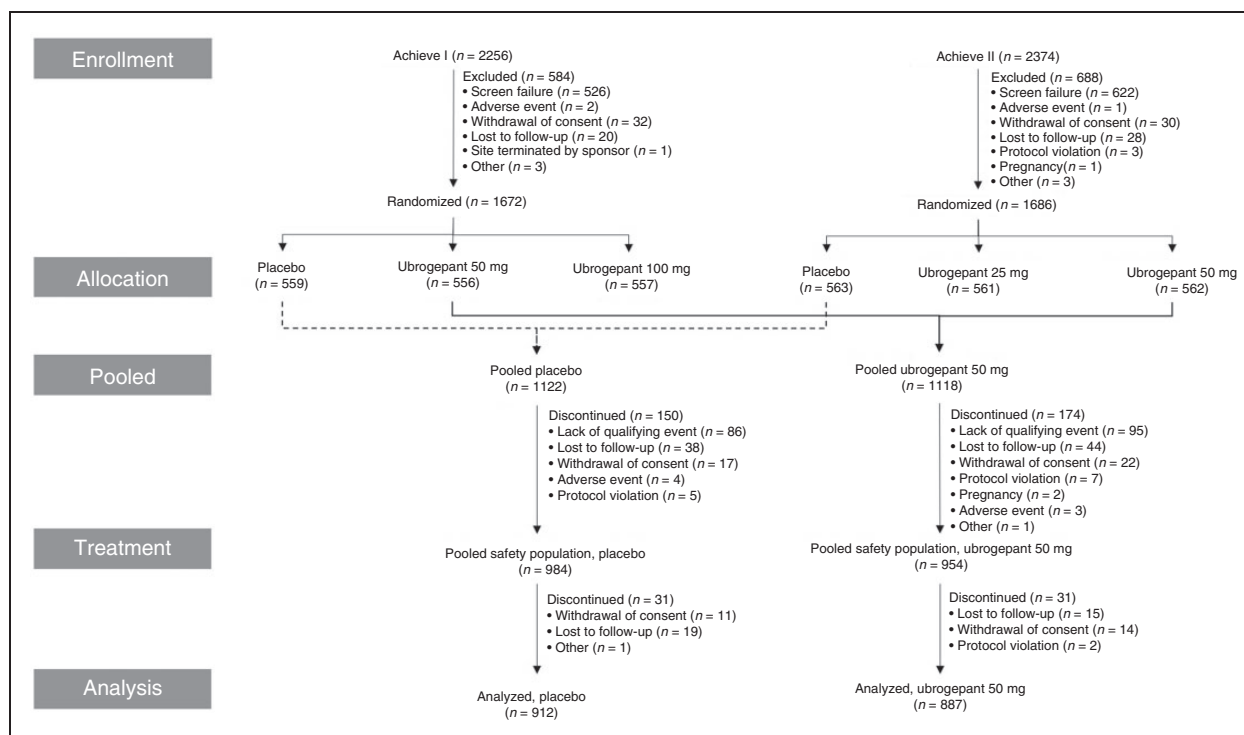 Enrollment
Achieve I (n = 2256)
Excluded (n = 584)
• Screen failure (n = 526)
• Adverse event (n = 2)
• Withdrawal of consent (n = 32)
• Lost to follow-up (n = 20)
• Site terminated by sponsor (n = 1)
• Other (n = 3)
Randomized (n = 1672)
Achieve II (n = 2374)
Excluded (n = 688)
• Screen failure (n = 622)
• Adverse event (n = 1)
• Withdrawal of consent (n = 30)
• Lost to follow-up (n = 28)
• Protocol violation (n = 3)
• Pregnancy(n = 1)
• Other (n = 3)
Randomized (n = 1686)
Allocation
Placebo
(n = 559)
Ubrogepant 50 mg
(n = 556)
Ubrogepant 100 mg
(n = 557)
Placebo
(n = 563)
Ubrogepant 25 mg
(n = 561)
Ubrogepant 50 mg
(n = 562)
Pooled
Pooled placebo
(n = 1122)
Discontinued (n = 150)
• Lack of qualifying event (n = 86)
• Lost to follow-up (n = 38)
• Withdrawal of consent (n = 17)
• Adverse event (n = 4)
• Protocol violation (n = 5)
Pooled ubrogepant 50 mg
(n = 1118)
Discontinued (n = 174)
• Lack of qualifying event (n = 95)
• Lost to follow-up (n = 44)
• Withdrawal of consent (n = 22)
• Protocol violation (n = 7)
• Pregnancy (n = 2)
• Adverse event (n = 3)
• Other (n = 1)
Treatment
Pooled safety population, placebo
(n = 984)
Discontinued (n = 31)
• Withdrawal of consent (n = 11)
• Lost to follow-up (n = 19)
• Other (n = 1)
Pooled safety population, ubrogepant 50 mg
(n = 954)
Discontinued (n = 31)
• Lost to follow-up (n = 15)
• Withdrawal of consent (n = 14)
• Protocol violation (n = 2)
Analysis
Analyzed, placebo
(n = 912)
Analyzed, ubrogepant 50 mg
(n = 887)